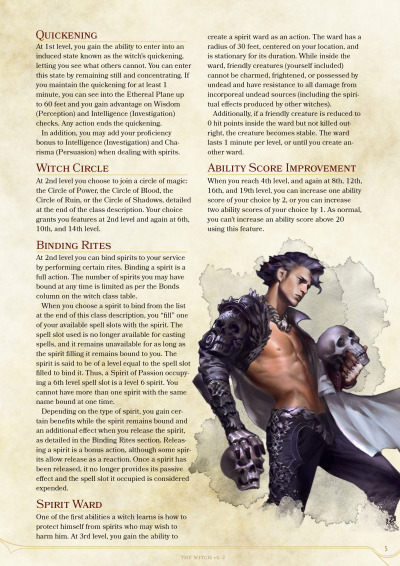 Quickening
At 1st level, you gain the ability to enter into an
induced state known as the witch's quickening,
letting you see what others cannot. You can enter
this state by remaining still and concentrating. If
you maintain the quickening for at least 1
minute, you can see into the Ethereal Plane up
to 60 feet and you gain advantage on Wisdom
(Perception) and Intelligence (Investigation)
checks. Any action ends the quickening.
In addition, you may add your proficiency
bonus to Intelligence (Investigation) and Cha-
risma (Persuasion) when dealing with spirits.
Witch Circle
At 2nd level you choose to join a circle of magic:
the Circle of Power, the Circle of Blood, the
Circle of Ruin, or the Circle of Shadows, detailed
at the end of the class description. Your choice
grants you features at 2nd level and again at 6th,
10th, and 14th level.
Binding Rites
At 2nd level you can bind spirits to your service
by performing certain rites. Binding a spirit is a
full action. The number of spirits you may have
bound at any time is limited as per the Bonds
column on the witch class table.
When you choose a spirit to bind from the list
at the end of this class description, you "fill" one
of your available spell slots with the spirit. The
spell slot used is no longer available for casting
spells, and it remains unavailable for as long as
the spirit filling it remains bound to you. The
spirit is said to be of a level equal to the spell slot
filled to bind it. Thus, a Spirit of Passion occupy-
ing a 6th level spell slot is a level 6 spirit. You
cannot have more than one spirit with the same
name bound at one time.
Depending on the type of spirit, you gain cer-
tain benefits while the spirit remains bound and
an additional effect when you release the spirit,
as detailed in the Binding Rites section. Releas-
ing a spirit is a bonus action, although some spir-
its allow release as a reaction. Once a spirit has
been released, it no longer provides its passive
effect and the spell slot it occupied is considered
expended.
Spirit Ward
One of the first abilities a witch learns is how to
protect himself from spirits who may wish to
harm him. At 3rd level, you gain the ability to
create a spirit ward as an action. The ward has a
radius of 30 feet, centered on your location, and
is stationary for its duration. While inside the
ward, friendly creatures (yourself included)
cannot be charmed, frightened, or possessed by
undead and have resistance to all damage from
incorporeal undead sources (including the spiri-
tual effects produced by other witches).
Additionally, if a friendly creature is reduced to
0 hit points inside the ward but not killed out-
right, the creature becomes stable. The ward
lasts 1 minute per level, or until you create an-
other ward.
Ability Score Improvement
When you reach 4th level, and again at 8th, 12th,
16th, and 19th level, you can increase one ability
score of your choice by 2, or you can increase
two ability scores of your choice by 1. As normal,
you can't increase an ability score above 20
using this feature.
5